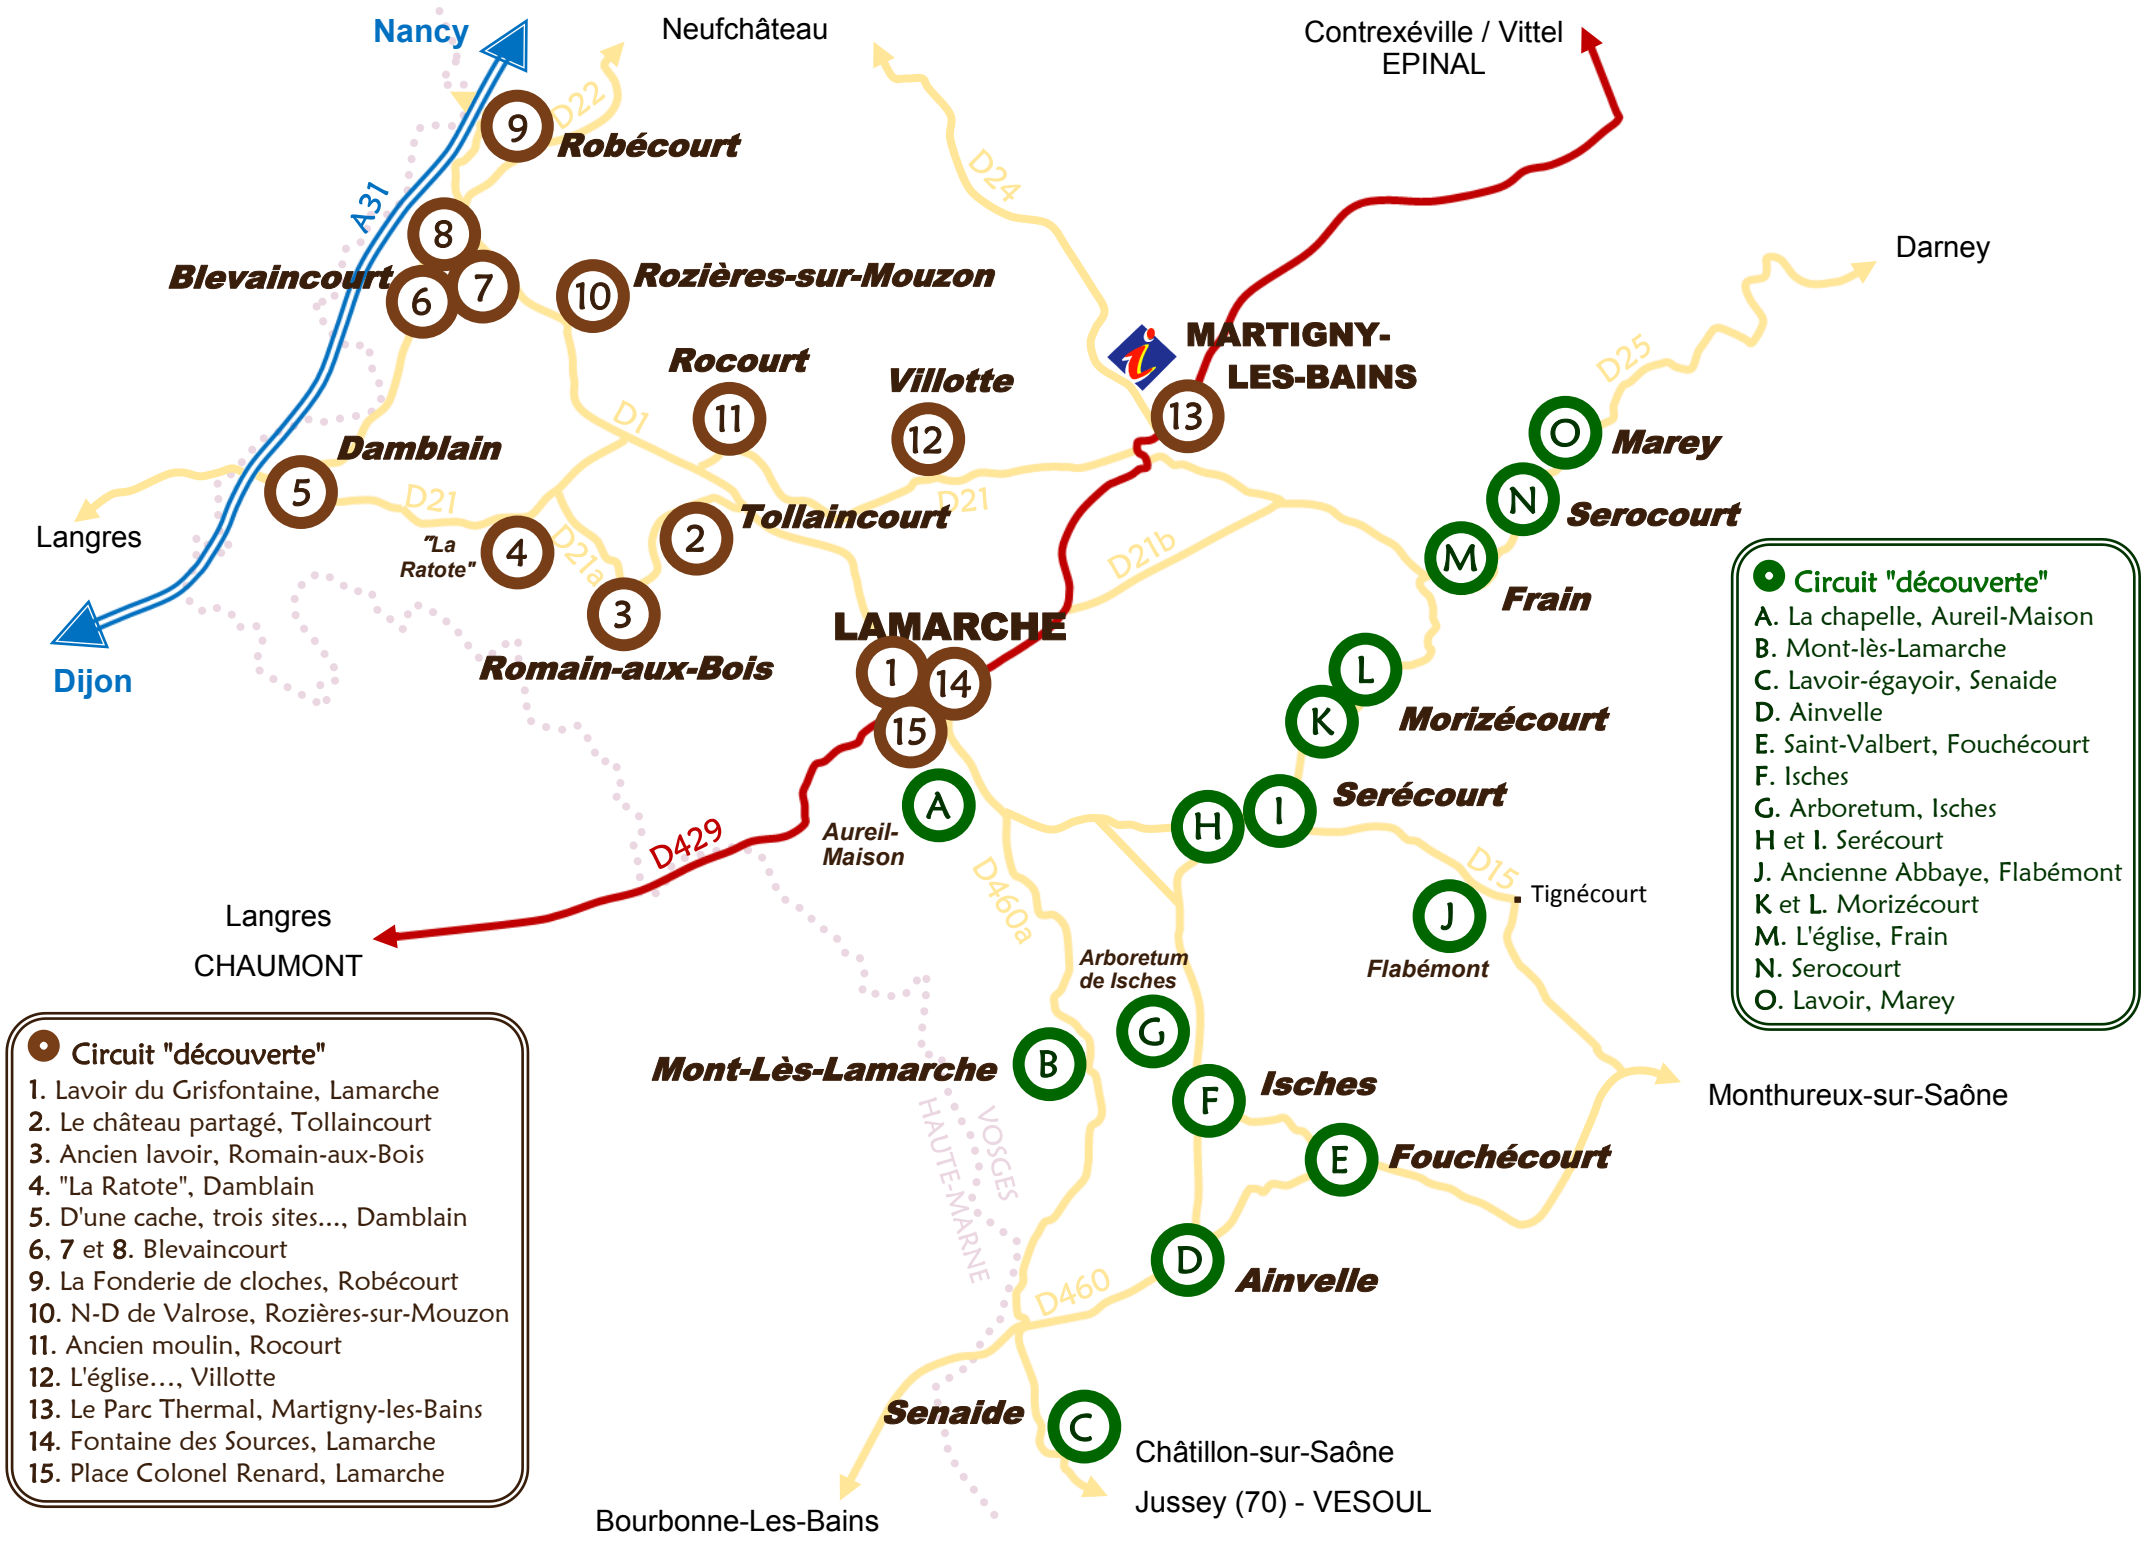 Nancy
Neufchâteau
Contrexéville / Vittel
EPINAL
D22
9
Robécourt
A31
D24
8
Darney
Blevaincourt
6
7
10
Rozières-sur-Mouzon
i
MARTIGNY-
LES-BAINS
13
D25
Rocourt
11
Villotte
12
D1
O
Marey
Damblain
5
D21
N
Serocourt
Langres
"La
Ratote"
4
D21a
2
Tollaincourt
D21
D21b
M
Frain
3
Romain-aux-Bois
LAMARCHE
1
14
15
Dijon
L
K
Morizécourt
A
Aureil-
Maison
H
I
Serécourt
D429
D460a
D15
Tignécourt
J
Flabémont
Langres
CHAUMONT
Arboretum
de Isches
G
Mont-Lès-Lamarche
B
F
Isches
Monthureux-sur-Saône
VOSGES
HAUTE-MARNE
E
Fouchécourt
D
Ainvelle
D460
Senaide
C
Châtillon-sur-Saône
Jussey (70) - VESOUL
Bourbonne-Les-Bains
Circuit "découverte"
A. La chapelle, Aureil-Maison
B. Mont-lès-Lamarche
C. Lavoir-égayoir, Senaide
D. Ainvelle
E. Saint-Valbert, Fouchécourt
F. Isches
G. Arboretum, Isches
H et I. Serécourt
J. Ancienne Abbaye, Flabémont
K et L. Morizécourt
M. L'église, Frain
N. Serocourt
O. Lavoir, Marey
Circuit "découverte"
1. Lavoir du Grisfontaine, Lamarche
2. Le château partagé, Tollaincourt
3. Ancien lavoir, Romain-aux-Bois
4. "La Ratote", Damblain
5. D'une cache, trois sites..., Damblain
6, 7 et 8. Blevaincourt
9. La Fonderie de cloches, Robécourt
10. N-D de Valrose, Rozières-sur-Mouzon
11. Ancien moulin, Rocourt
12. L'église..., Villotte
13. Le Parc Thermal, Martigny-les-Bains
14. Fontaine des Sources, Lamarche
15. Place Colonel Renard, Lamarche